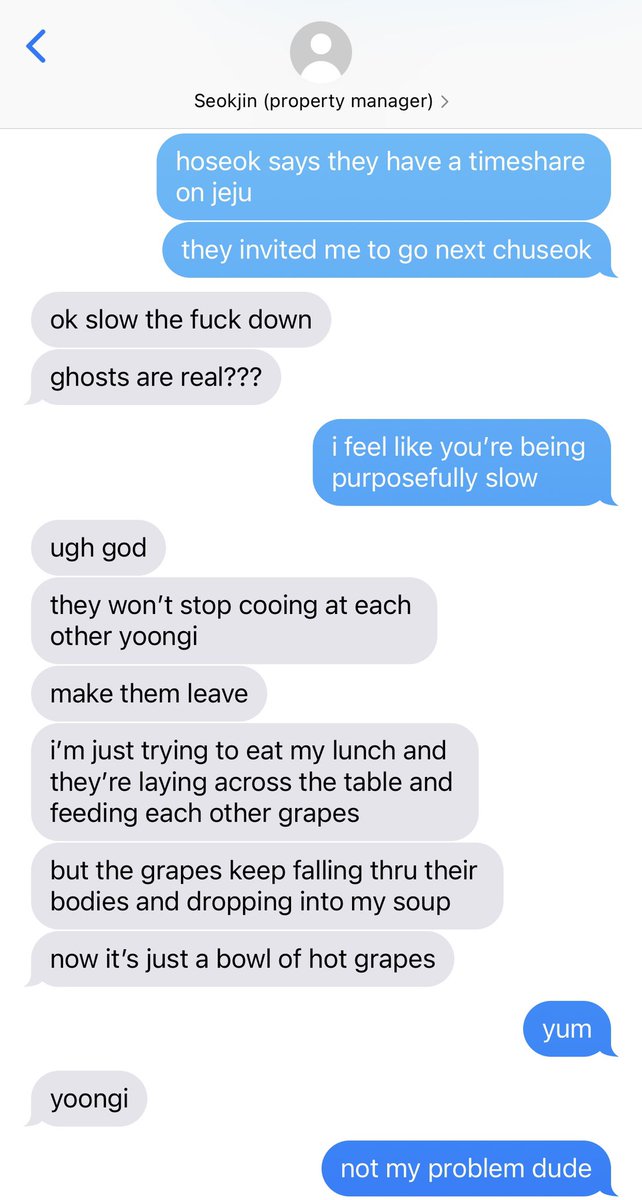 Seokjin (property manager)
hoseok says they have a timeshare
on jeju
they invited me to go next chuseok
ok slow the fuck down
ghosts are real???
i feel like you’re being
purposefully slow
ugh god
they won’t stop cooing at each
other yoongi
make them leave
i’m just trying to eat my lunch and
they’re laying across the table and
feeding each other grapes
but the grapes keep falling thru their
bodies and dropping into my soup
now it’s just a bowl of hot grapes
yum
yoongi
not my problem dude